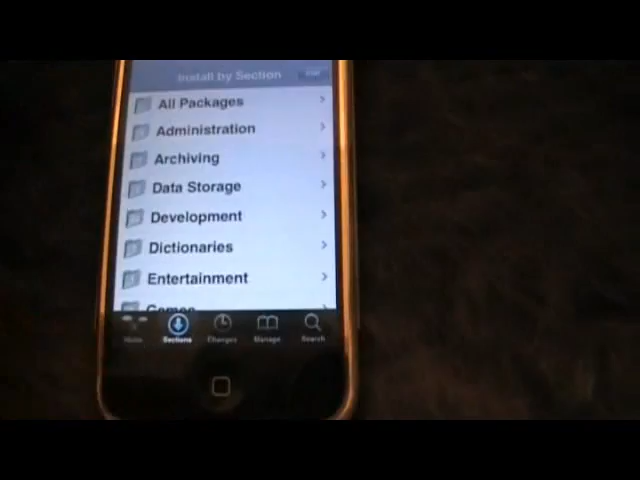 Install by Section
All Packages
Administration
Archiving
Data Storage
Development
Dictionaries
Entertainment
Games
Home Sections Changes Manage Search